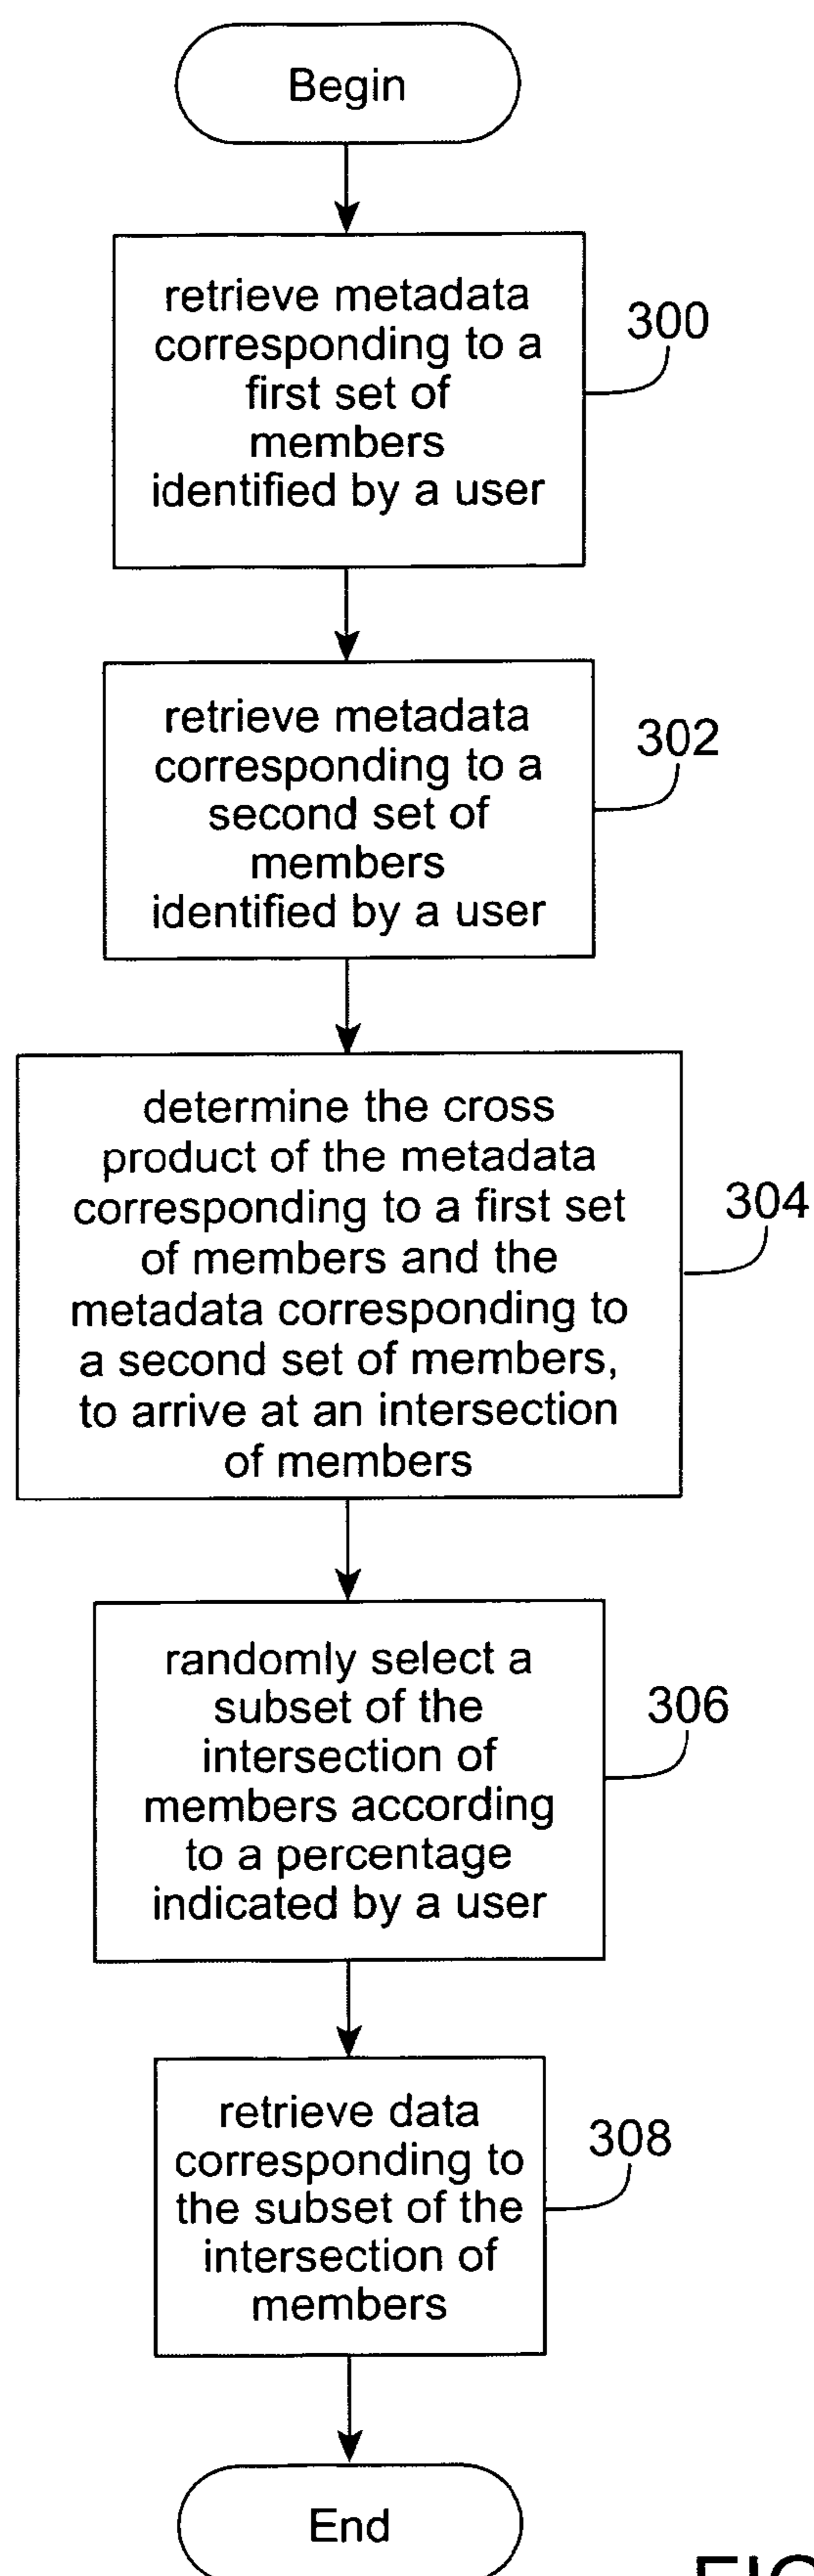 Begin
retrieve metadata
corresponding to a
first set of
members
identified by a user
300
retrieve metadata
corresponding to a
second set of
members
identified by a user
302
determine the cross
product of the metadata
corresponding to a first set
of members and the
metadata corresponding to
a second set of members,
to arrive at an intersection
of members
304
randomly select a
subset of the
intersection of
members according
to a percentage
indicated by a user
306
retrieve data
corresponding to
the subset of the
intersection of
members
308
End